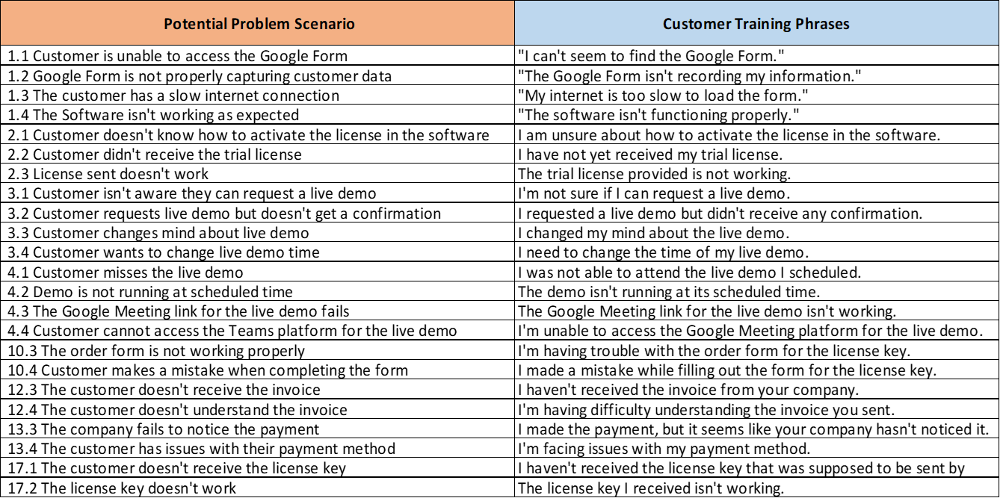 Potential Problem Scenario Customer Training Phrases
1.1 Customer is unable to access the Google Form "I can't seem to find the Google Form."
1.2 Google Form is not properly capturing customer data "The Google Form isn't recording my information."
1.3 The customer has a slow internet connection "My internet is too slow to load the form."
1.4 The Software isn't working as expected "The software isn't functioning properly."
2.1 Customer doesn't know how to activate the license in the software I am unsure about how to activate the license in the software.
2.2 Customer didn't receive the trial license I have not yet received my trial license.
2.3 License sent doesn't work The trial license provided is not working.
3.1 Customer isn't aware they can request a live demo I'm not sure if I can request a live demo.
3.2 Customer requests live demo but doesn't get a confirmation I requested a live demo but didn't receive any confirmation.
3.3 Customer changes mind about live demo I changed my mind about the live demo.
3.4 Customer wants to change live demo time I need to change the time of my live demo.
4.1 Customer misses the live demo I was not able to attend the live demo I scheduled.
4.2 Demo is not running at scheduled time The demo isn't running at its scheduled time.
4.3 The Google Meeting link for the live demo fails The Google Meeting link for the live demo isn't working.
4.4 Customer cannot access the Teams platform for the live demo I'm unable to access the Google Meeting platform for the live demo.
10.3 The order form is not working properly I'm having trouble with the order form for the license key.
10.4 Customer makes a mistake when completing the form I made a mistake while filling out the form for the license key.
12.3 The customer doesn't receive the invoice I haven't received the invoice from your company.
12.4 The customer doesn't understand the invoice I'm having difficulty understanding the invoice you sent.
13.3 The company fails to notice the payment I made the payment, but it seems like your company hasn't noticed it.
13.4 The customer has issues with their payment method I'm facing issues with my payment method.
17.1 The customer doesn't receive the license key I haven't received the license key that was supposed to be sent by
17.2 The license key doesn't work The license key I received isn't working.